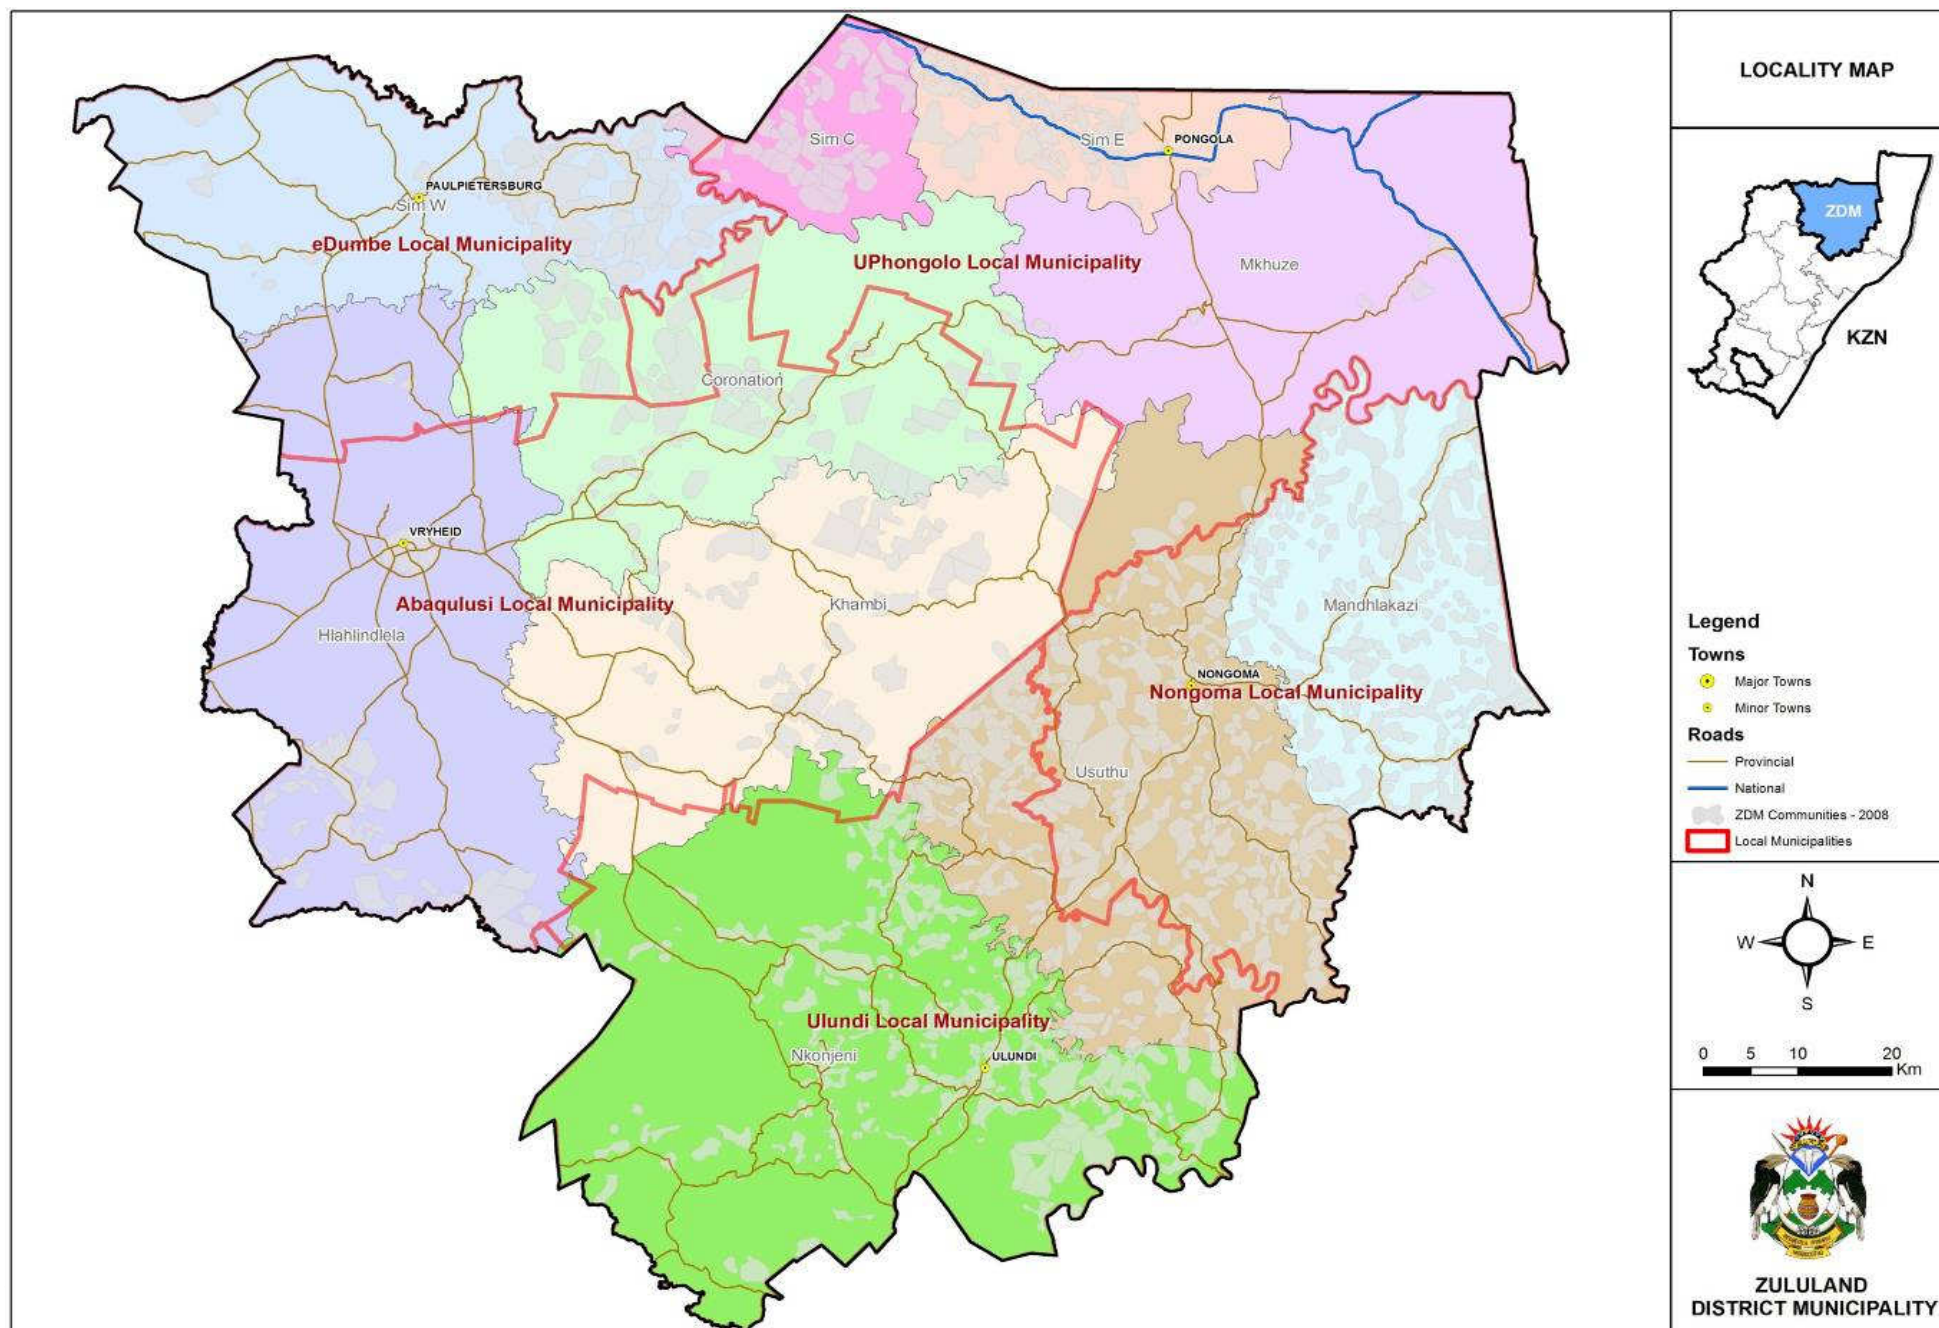 LOCALITY MAP
ZDM
KZN
Sim C
Sim E
PONGOLA
PAULPIETERSBURG
Sim W
eDumbe Local Municipality
UPhongolo Local Municipality
Mkhuze
Coronation
VRYHEID
Abaqulusi Local Municipality
Khambi
Mandhlakazi
Hlahlindlela
NONGOMA
Nongoma Local Municipality
Usuthu
Ulundi Local Municipality
Nkonjeni
ULUNDI
Legend
Towns
Major Towns
Minor Towns
Roads
Provincial
National
ZDM Communities - 2008
Local Municipalities
N
W E
S
0 5 10 20
Km
ZULULAND
DISTRICT MUNICIPALITY